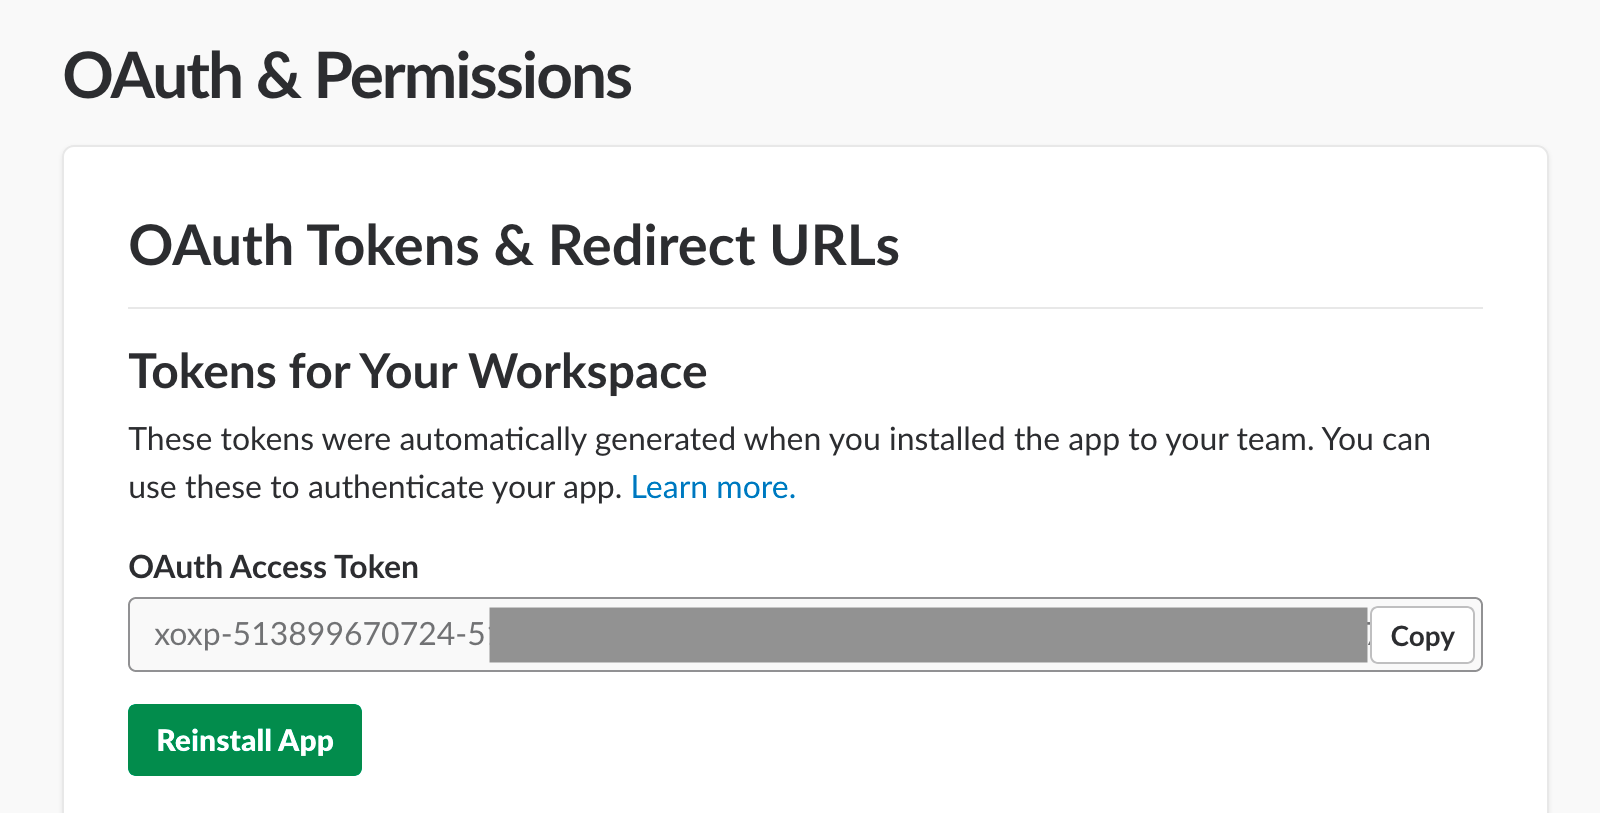 OAuth & Permissions
OAuth Tokens & Redirect URLs
Tokens for Your Workspace
These tokens were automatically generated when you installed the app to your team. You can
use these to authenticate your app. Learn more.
OAuth Access Token
xoxp-513899670724-5
Copy
Reinstall App